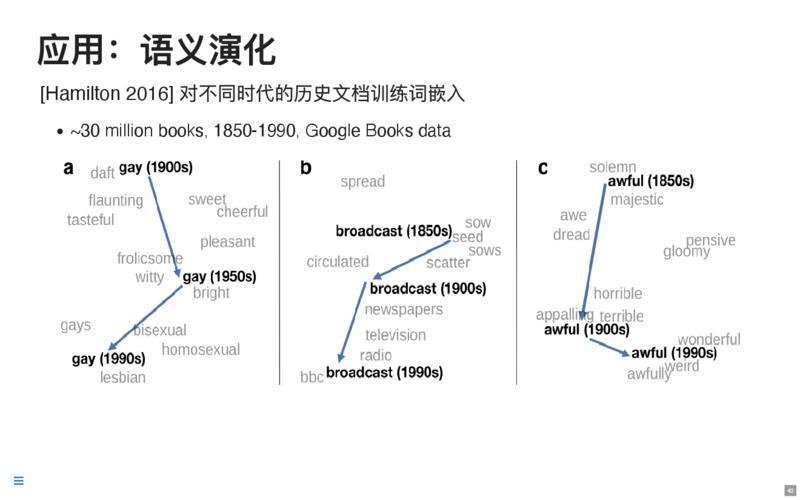 应用：语义演化
[Hamilton 2016] 对不同时代的历史文档训练词嵌入
• ~30 million books, 1850-1990, Google Books data
a
daft gay (1900s)
flaunting sweet
tasteful cheerful
pleasant
frolicsome
witty gay (1950s)
bright
gays bisexual
homosexual
gay (1990s)
lesbian
b
spread
broadcast (1850s) sow
seed
sows
circulated scatter
broadcast (1900s)
newspapers
television
radio
bbc broadcast (1990s)
c
solemn
awful (1850s)
majestic
awe
dread pensive
gloomy
horrible
appalling terrible
awful (1900s)
wonderful
awful (1990s)
weird
awfully
40